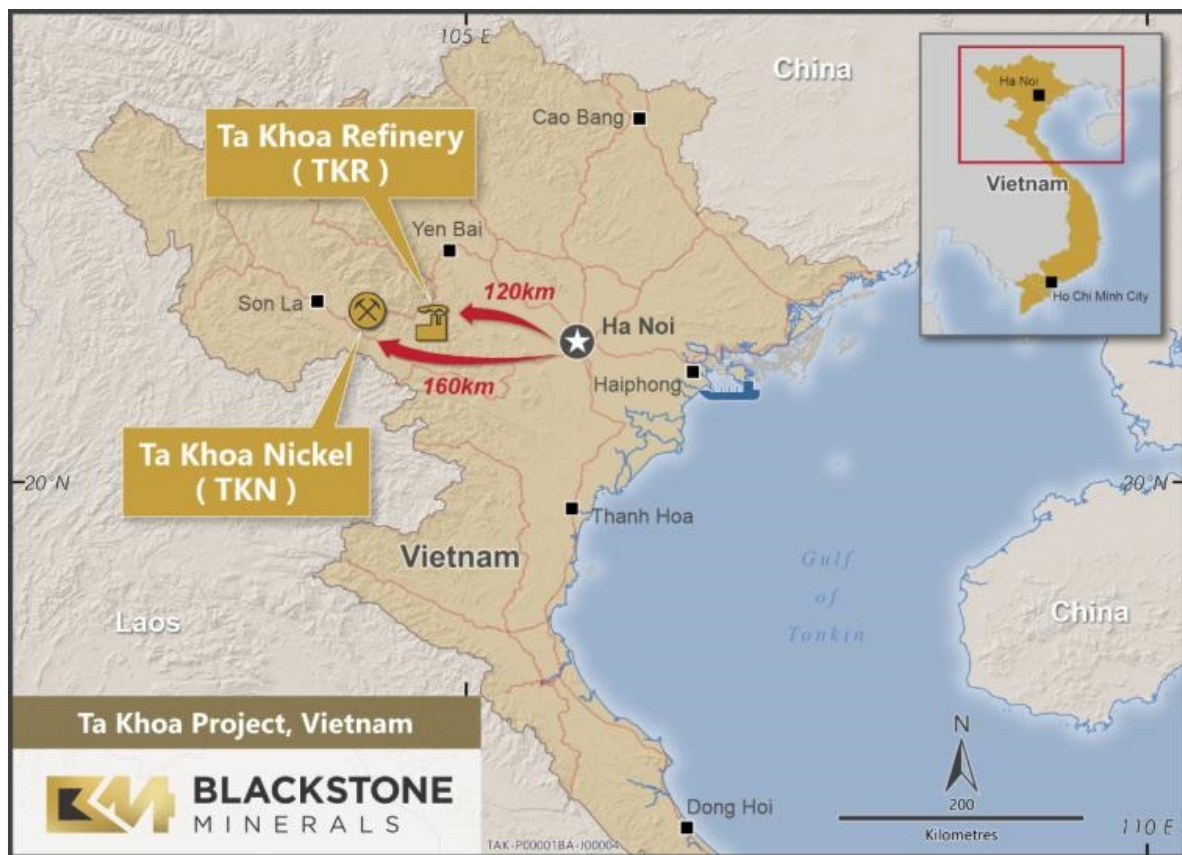 105 E
China
Ta Khoa Refinery
( TKR )
Cao Bang
Ha Noi
Vietnam
Ho Chi Minh City
Yen Bai
120km
Son La
Ha Noi
160km
Haiphong
Ta Khoa Nickel
( TKN )
20°N
20°N
Thanh Hoa
Vietnam
Gulf
of
Tonkin
China
Laos
Ta Khoa Project, Vietnam
BLACKSTONE
MINERALS
N
200
Kilometres
Dong Hoi
110 E
TAK-P00001BA-J00004